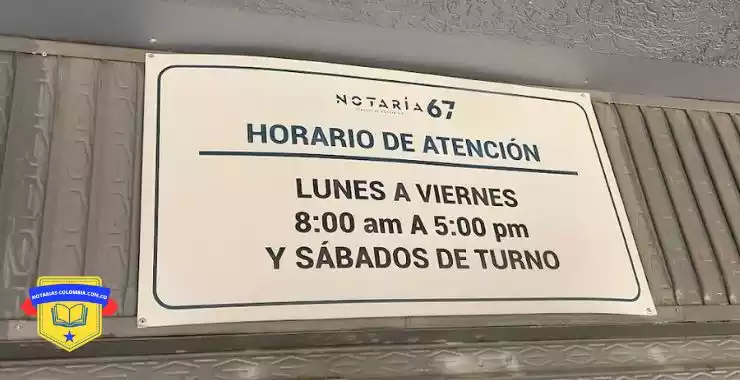 NOTARÍA 67
HORARIO DE ATENCIÓN
LUNES A VIERNES
8:00 am A 5:00 pm
Y SÁBADOS DE TURNO
NOTARIAS-COLOMBIA.COM.CO